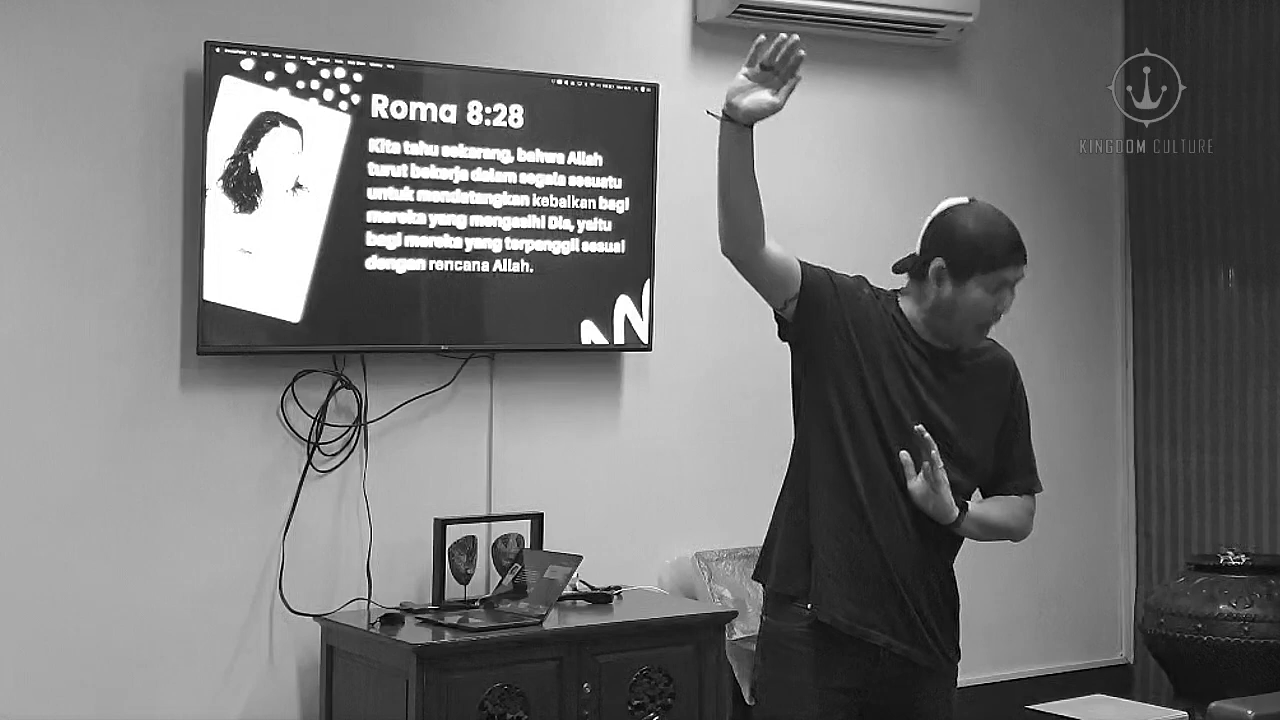 Roma 8:28
Kita tahu sekarang, bahwa Allah
turut bekerja dalam segala sesuatu
untuk mendatangkan kebaikan bagi
mereka yang mengasihi Dia, yaitu
bagi mereka yang terpanggil sesuai
dengan rencana Allah.
KINGDOM CULTURE